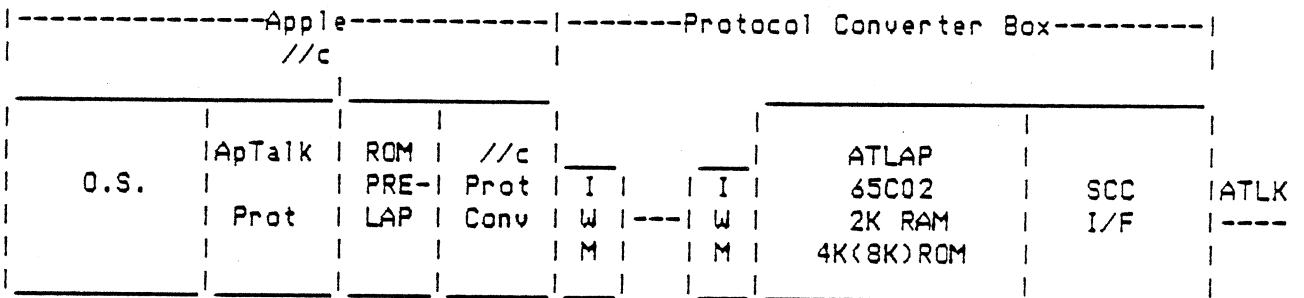 |----------------Apple-------------|-------Protocol Converter Box---------|
//c
ApTalk ROM //c ATLAP
O.S. PRE- Prot I I 65C02 SCC ATLK
Prot LAP Conv W --- W 2K RAM I/F ----
M M 4K(8K)ROM